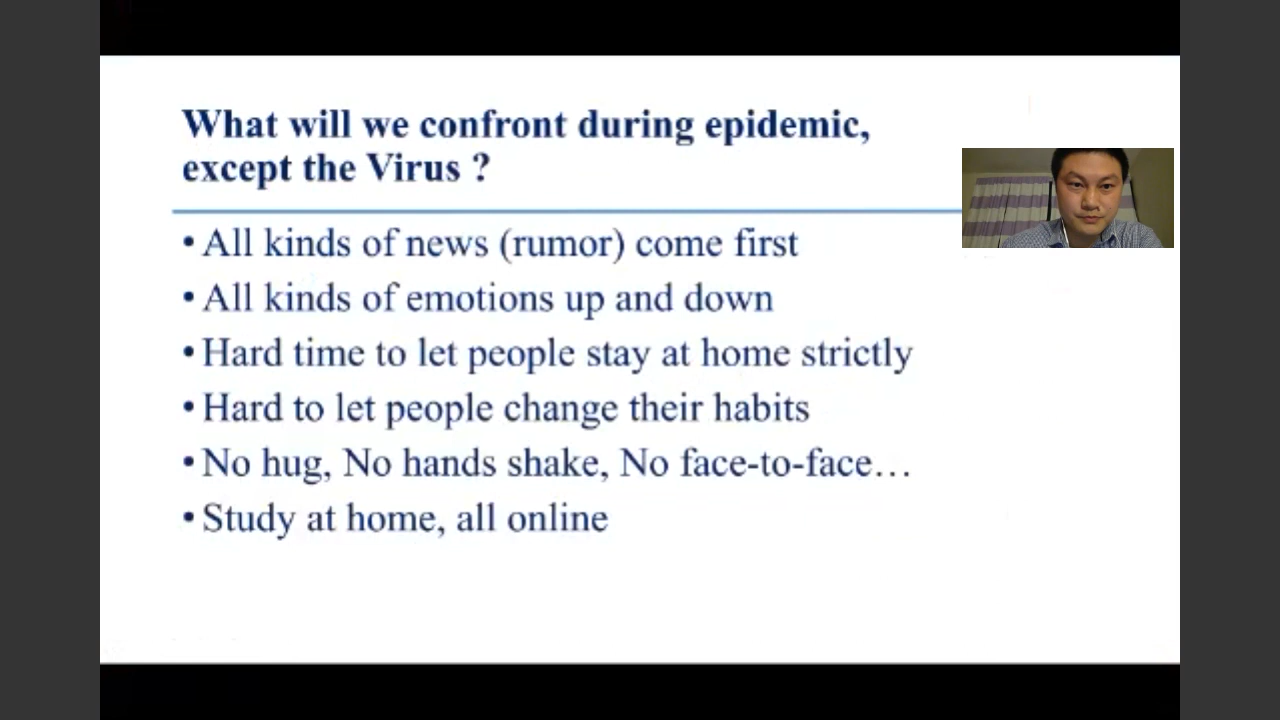 What will we confront during epidemic,
except the Virus ?
• All kinds of news (rumor) come first
• All kinds of emotions up and down
• Hard time to let people stay at home strictly
• Hard to let people change their habits
• No hug, No hands shake, No face-to-face…
• Study at home, all online